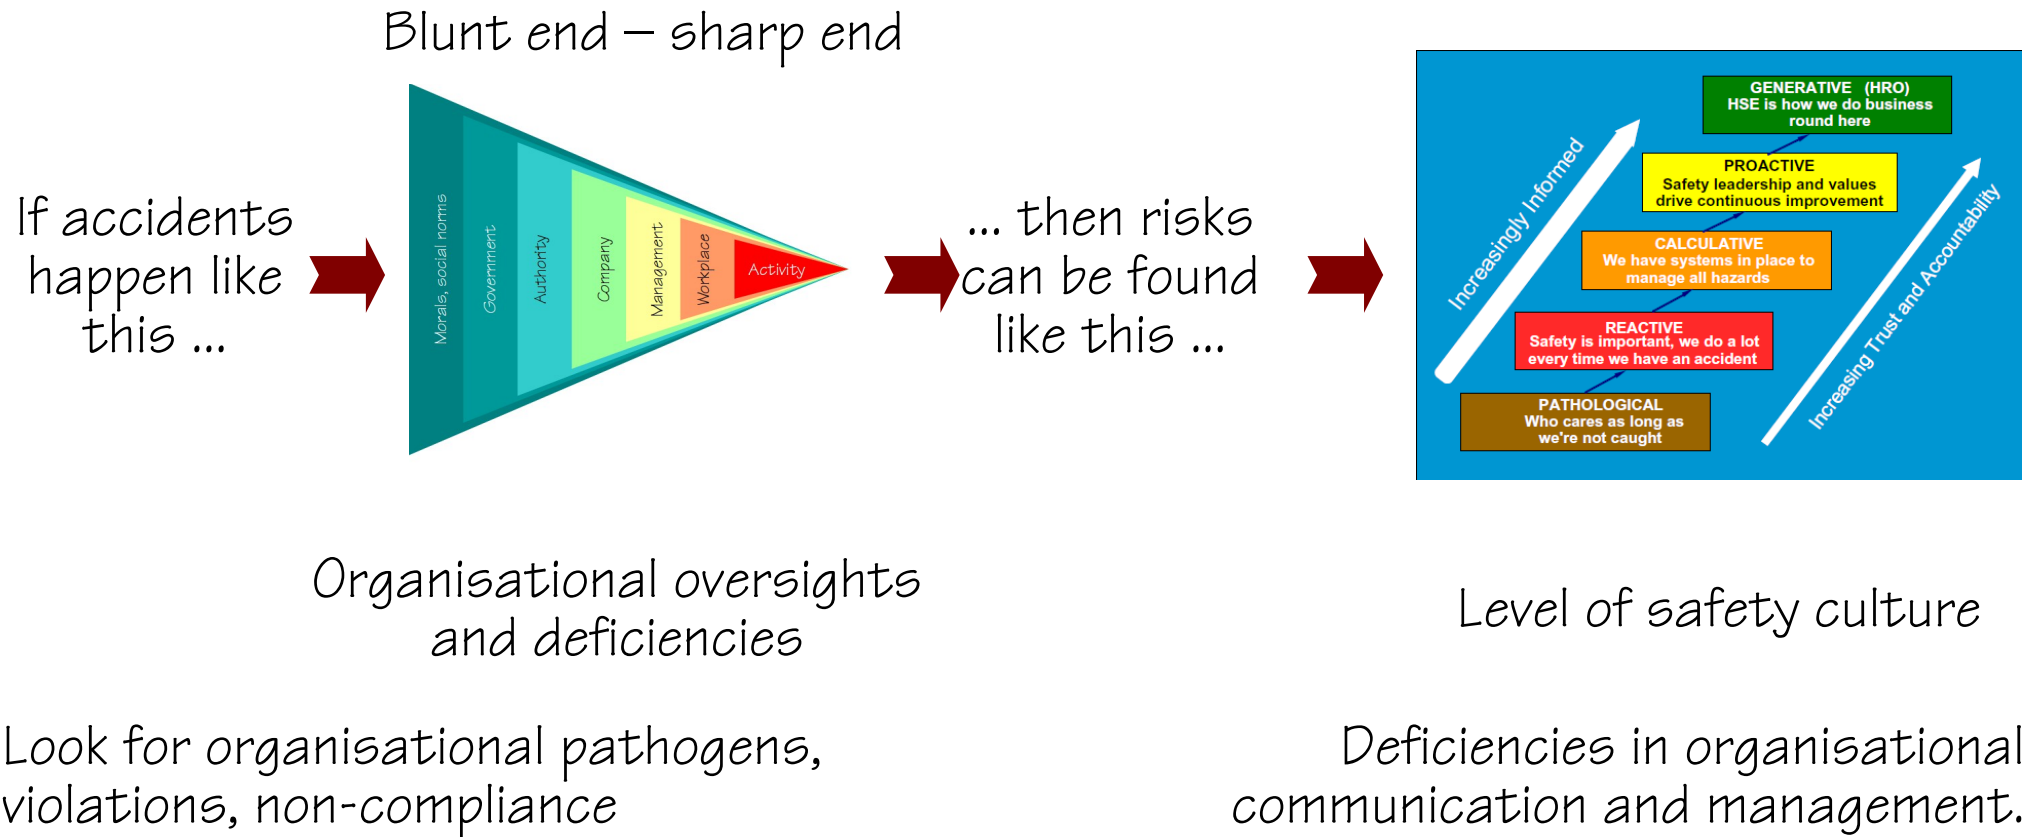 Blunt end – sharp end
If accidents
happen like
this ...
Morals, social norms
Government
Authority
Company
Management
Workplace
Activity
... then risks
can be found
like this ...
Increasingly Informed
GENERATIVE (HRO)
HSE is how we do business
round here
PROACTIVE
Safety leadership and values
drive continuous improvement
CALCULATIVE
We have systems in place to
manage all hazards
REACTIVE
Safety is important, we do a lot
every time we have an accident
PATHOLOGICAL
Who cares as long as
we're not caught
Increasing Trust and Accountability
Organisational oversights
and deficiencies
Level of safety culture
Look for organisational pathogens,
violations, non-compliance
Deficiencies in organisational
communication and management.